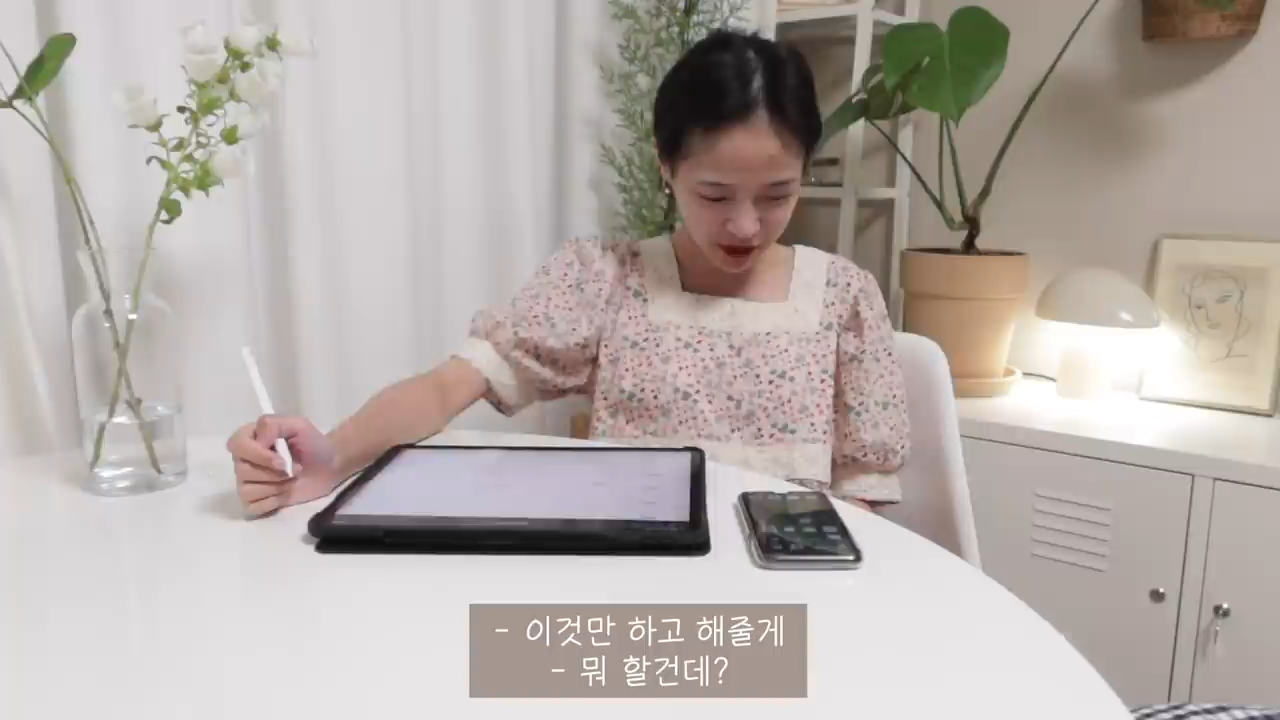 - 이것만 하고 해줄게
- 뭐 할건데?